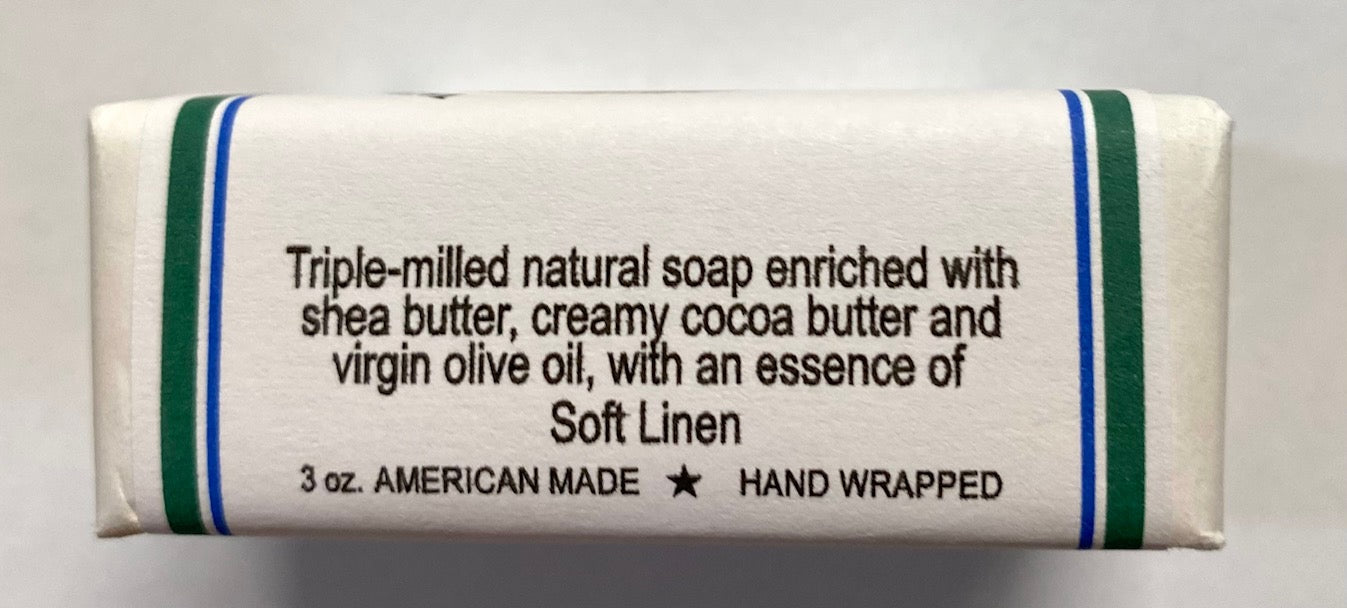 Triple-milled natural soap enriched with
shea butter, creamy cocoa butter and
virgin olive oil, with an essence of
Soft Linen
3 oz. AMERICAN MADE ★ HAND WRAPPED